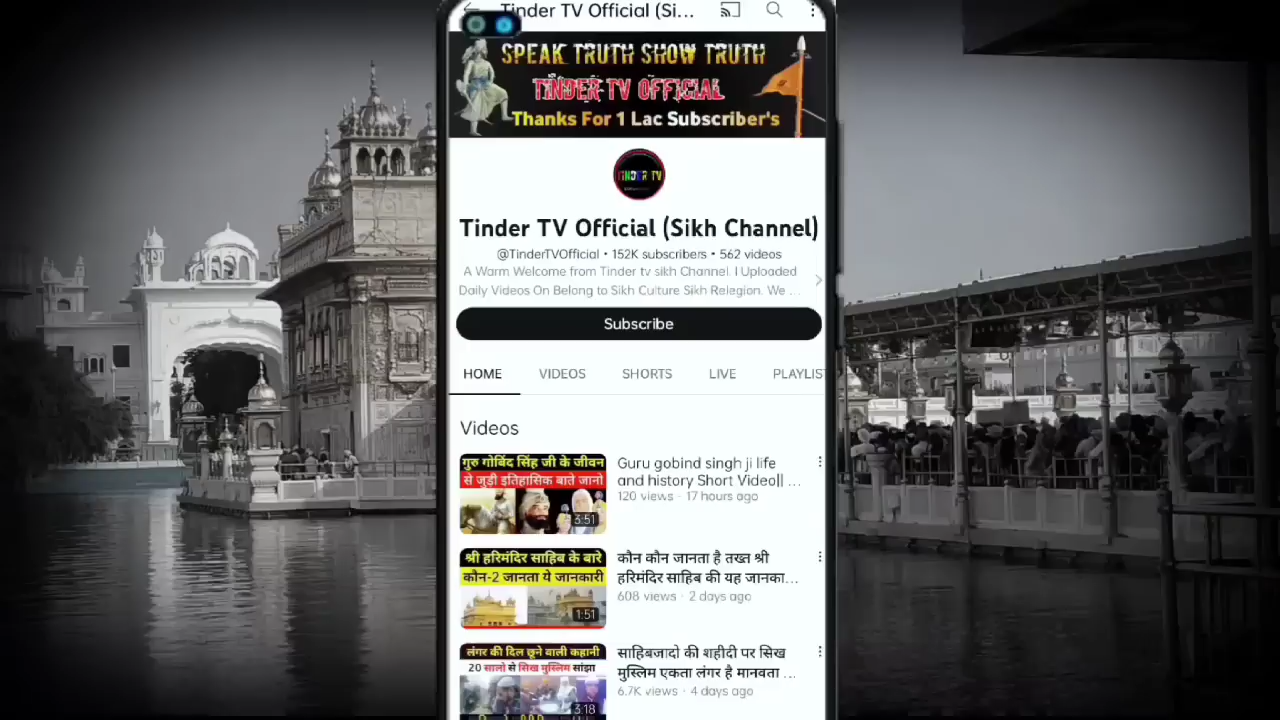 Tinder TV Official (Si...
SPEAK TRUTH SHOW TRUTH
TINDER TV OFFICIAL
Thanks For 1 Lac Subscriber's
TINDER TV
Tinder TV Official (Sikh Channel)
@TinderTVOfficial • 152K subscribers • 562 videos
A Warm Welcome from Tinder tv sikh Channel. I Uploaded
Daily Videos On Belong to Sikh Culture Sikh Relegion. We ...
Subscribe
HOME VIDEOS SHORTS LIVE PLAYLIS
Videos
गुरु गोबिंद सिंह जी के जीवन
से जुड़ी इतिहासिक बाते जानो
3:51
Guru gobind singh ji life
and history Short Video|| ...
120 views · 17 hours ago
श्री हरिमंदिर साहिब के बारे
कौन-2 जानता ये जानकारी
1:51
कौन कौन जानता है तख्त श्री
हरिमंदिर साहिब की यह जानका...
608 views · 2 days ago
लंगर की दिल छूने वाली कहानी
20 सालो से सिख मुस्लिम सांझा
3:18
साहिबजादो की शहीदी पर सिख
मुस्लिम एकता लंगर है मानवता ...
6.7K views · 4 days ago